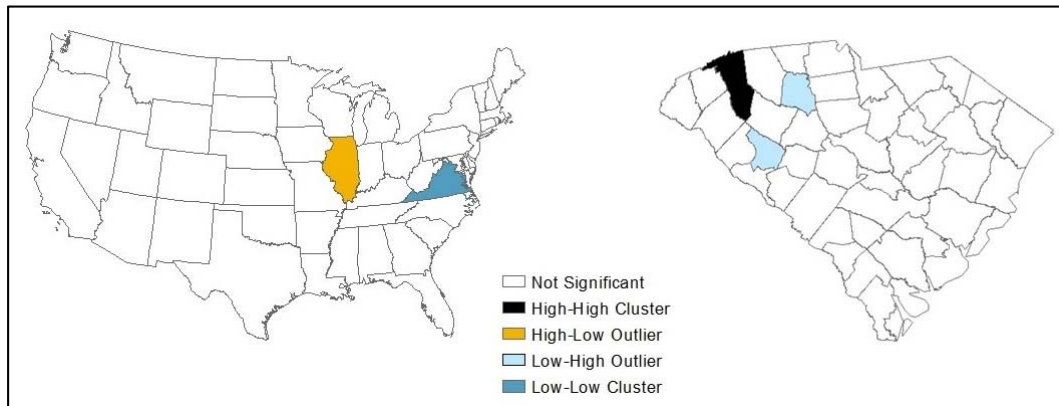 Not Significant
High-High Cluster
High-Low Outlier
Low-High Outlier
Low-Low Cluster